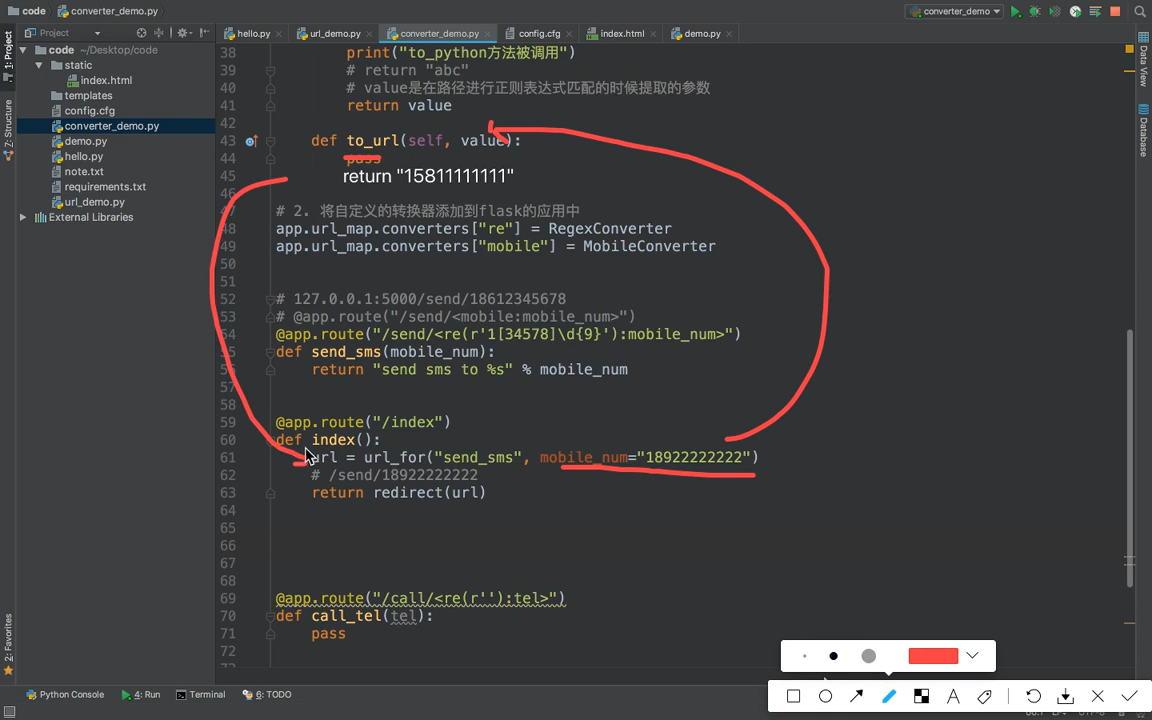 code converter_demo.py
converter_demo
Project
hello.py url_demo.py converter_demo.py config.cfg index.html demo.py
1: Project
Z: Structure
2: Favorites
Data View
Database
code ~/Desktop/code
static
index.html
templates
config.cfg
converter_demo.py
demo.py
hello.py
note.txt
requirements.txt
url_demo.py
External Libraries
38 print("to_python方法被调用")
39 # return "abc"
40 # value是在路径进行正则表达式匹配的时候提取的参数
41 return value
42
43 def to_url(self, value):
44 pass
45 return "15811111111"
46
47 # 2. 将自定义的转换器添加到flask的应用中
48 app.url_map.converters["re"] = RegexConverter
49 app.url_map.converters["mobile"] = MobileConverter
50
51
52 # 127.0.0.1:5000/send/18612345678
53 # @app.route("/send/<mobile:mobile_num>")
54 @app.route("/send/<re(r'1[34578]\d{9}'):mobile_num>")
55 def send_sms(mobile_num):
56 return "send sms to %s" % mobile_num
57
58
59 @app.route("/index")
60 def index():
61 url = url_for("send_sms", mobile_num="18922222222")
62 # /send/18922222222
63 return redirect(url)
64
65
66
67
68
69 @app.route("/call/<re(r''):tel>")
70 def call_tel(tel):
71 pass
72
Python Console 4: Run Terminal 6: TODO